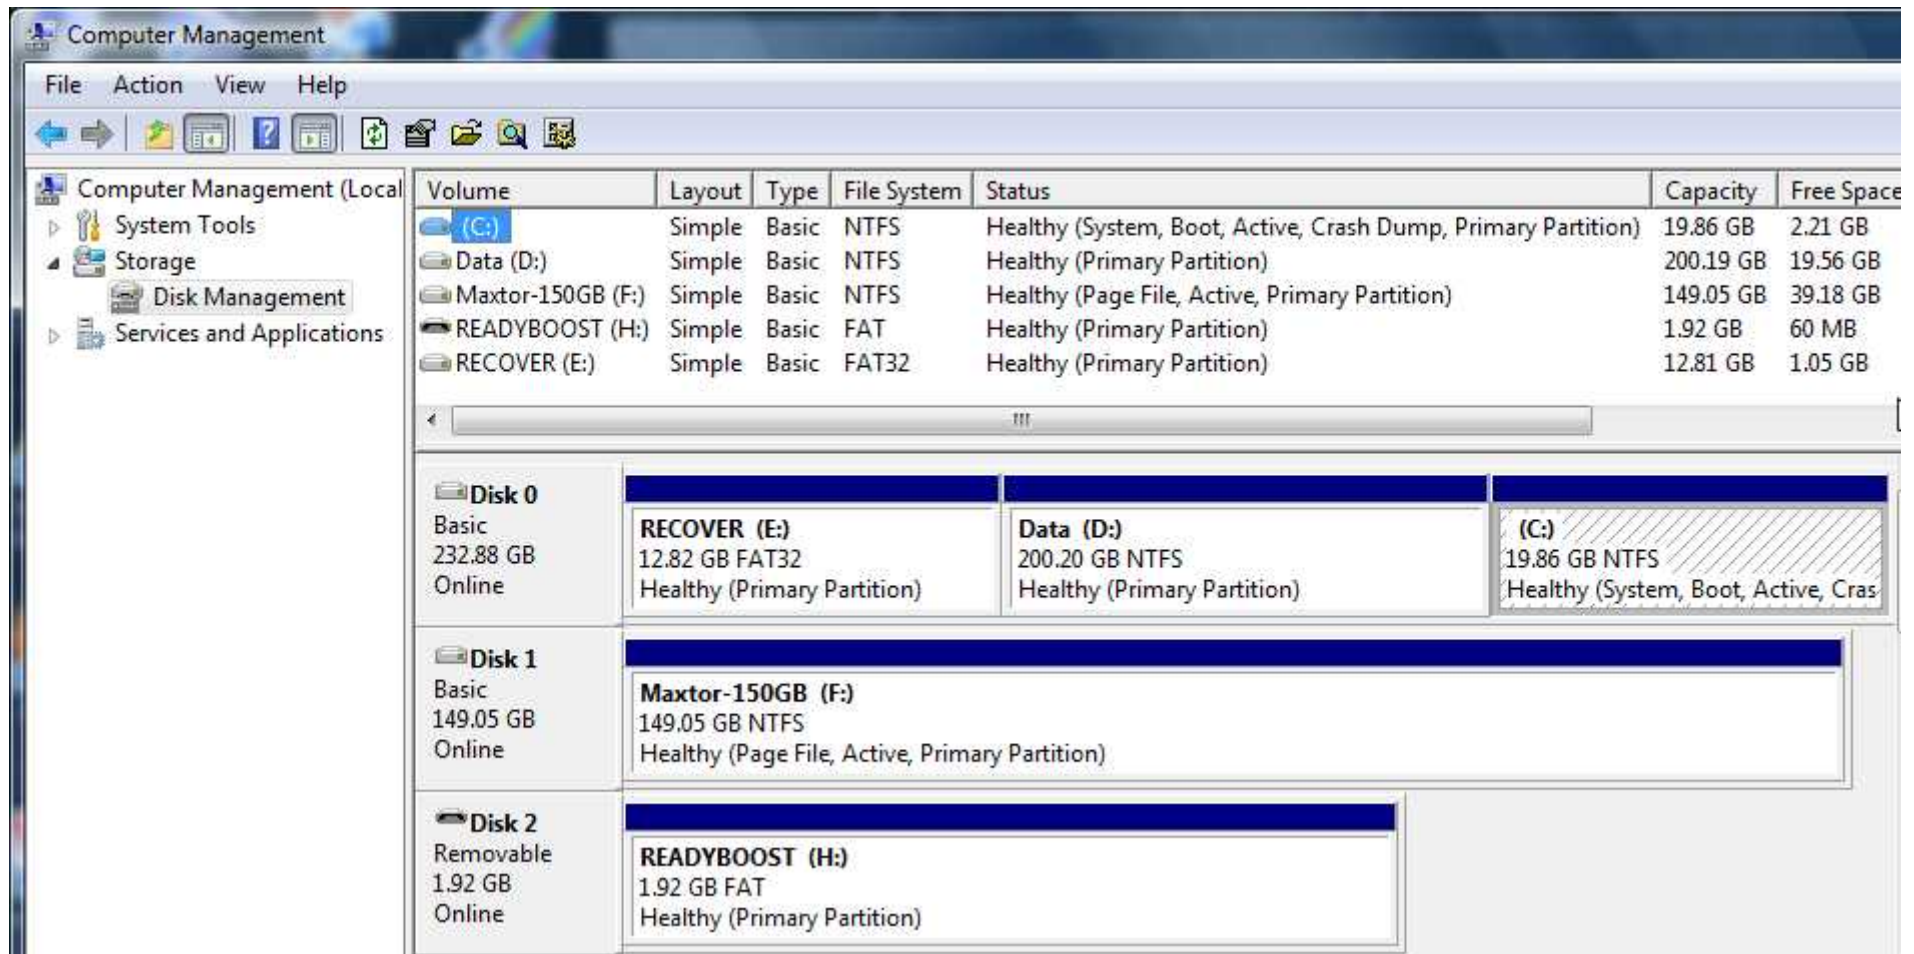 Computer Management
File Action View Help
Computer Management (Local
System Tools
Storage
Disk Management
Services and Applications
Volume Layout Type File System Status Capacity Free Space
(C:) Simple Basic NTFS Healthy (System, Boot, Active, Crash Dump, Primary Partition) 19.86 GB 2.21 GB
Data (D:) Simple Basic NTFS Healthy (Primary Partition) 200.19 GB 19.56 GB
Maxtor-150GB (F:) Simple Basic NTFS Healthy (Page File, Active, Primary Partition) 149.05 GB 39.18 GB
READYBOOST (H:) Simple Basic FAT Healthy (Primary Partition) 1.92 GB 60 MB
RECOVER (E:) Simple Basic FAT32 Healthy (Primary Partition) 12.81 GB 1.05 GB
Disk 0
Basic
232.88 GB
Online
RECOVER (E:)
12.82 GB FAT32
Healthy (Primary Partition)
Data (D:)
200.20 GB NTFS
Healthy (Primary Partition)
(C:)
19.86 GB NTFS
Healthy (System, Boot, Active, Cras
Disk 1
Basic
149.05 GB
Online
Maxtor-150GB (F:)
149.05 GB NTFS
Healthy (Page File, Active, Primary Partition)
Disk 2
Removable
1.92 GB
Online
READYBOOST (H:)
1.92 GB FAT
Healthy (Primary Partition)